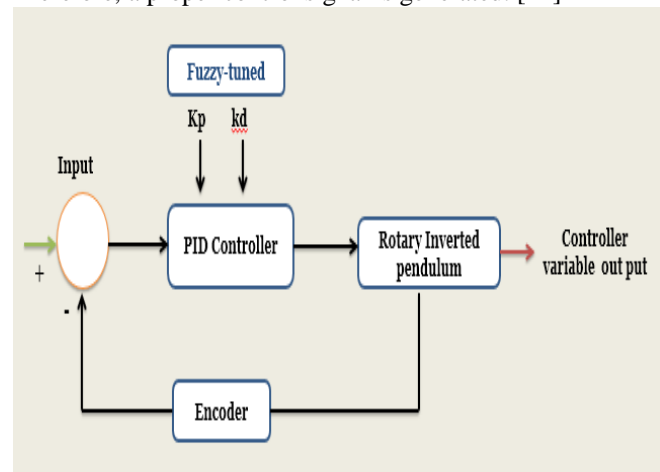 Fuzzy-tuned
Kp kd
Input
PID Controller
Rotary Inverted
pendulum
Controller
variable out put
+
-
Encoder